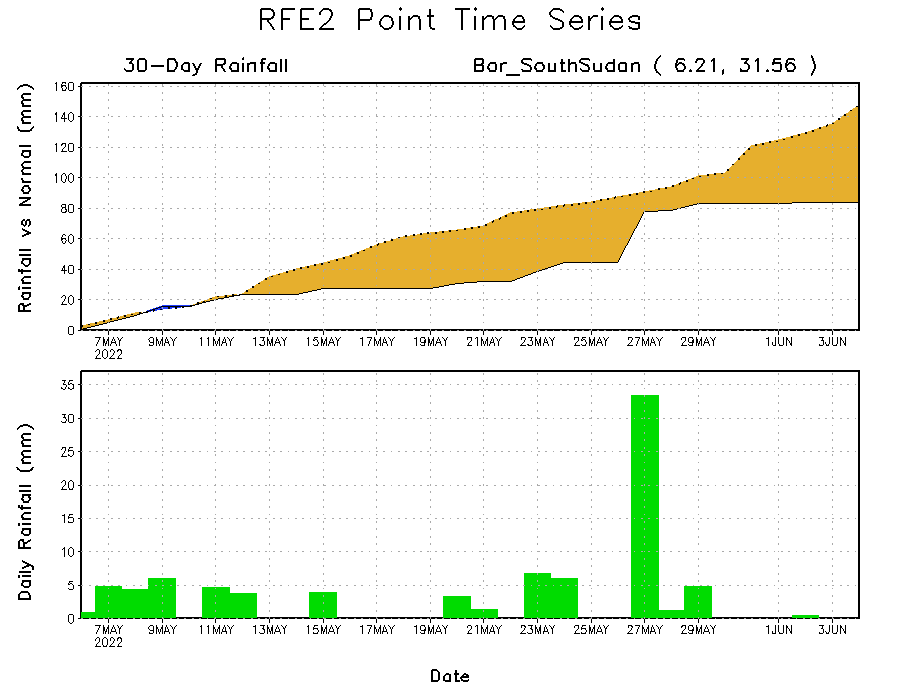 RFE2 Point Time Series
30-Day Rainfall Bor_SouthSudan ( 6.21, 31.56 )
Rainfall vs Normal (mm)
160
140
120
100
80
60
40
20
0
7MAY 9MAY 11MAY 13MAY 15MAY 17MAY 19MAY 21MAY 23MAY 25MAY 27MAY 29MAY 1JUN 3JUN
2022
Daily Rainfall (mm)
35
30
25
20
15
10
5
0
7MAY 9MAY 11MAY 13MAY 15MAY 17MAY 19MAY 21MAY 23MAY 25MAY 27MAY 29MAY 1JUN 3JUN
2022
Date